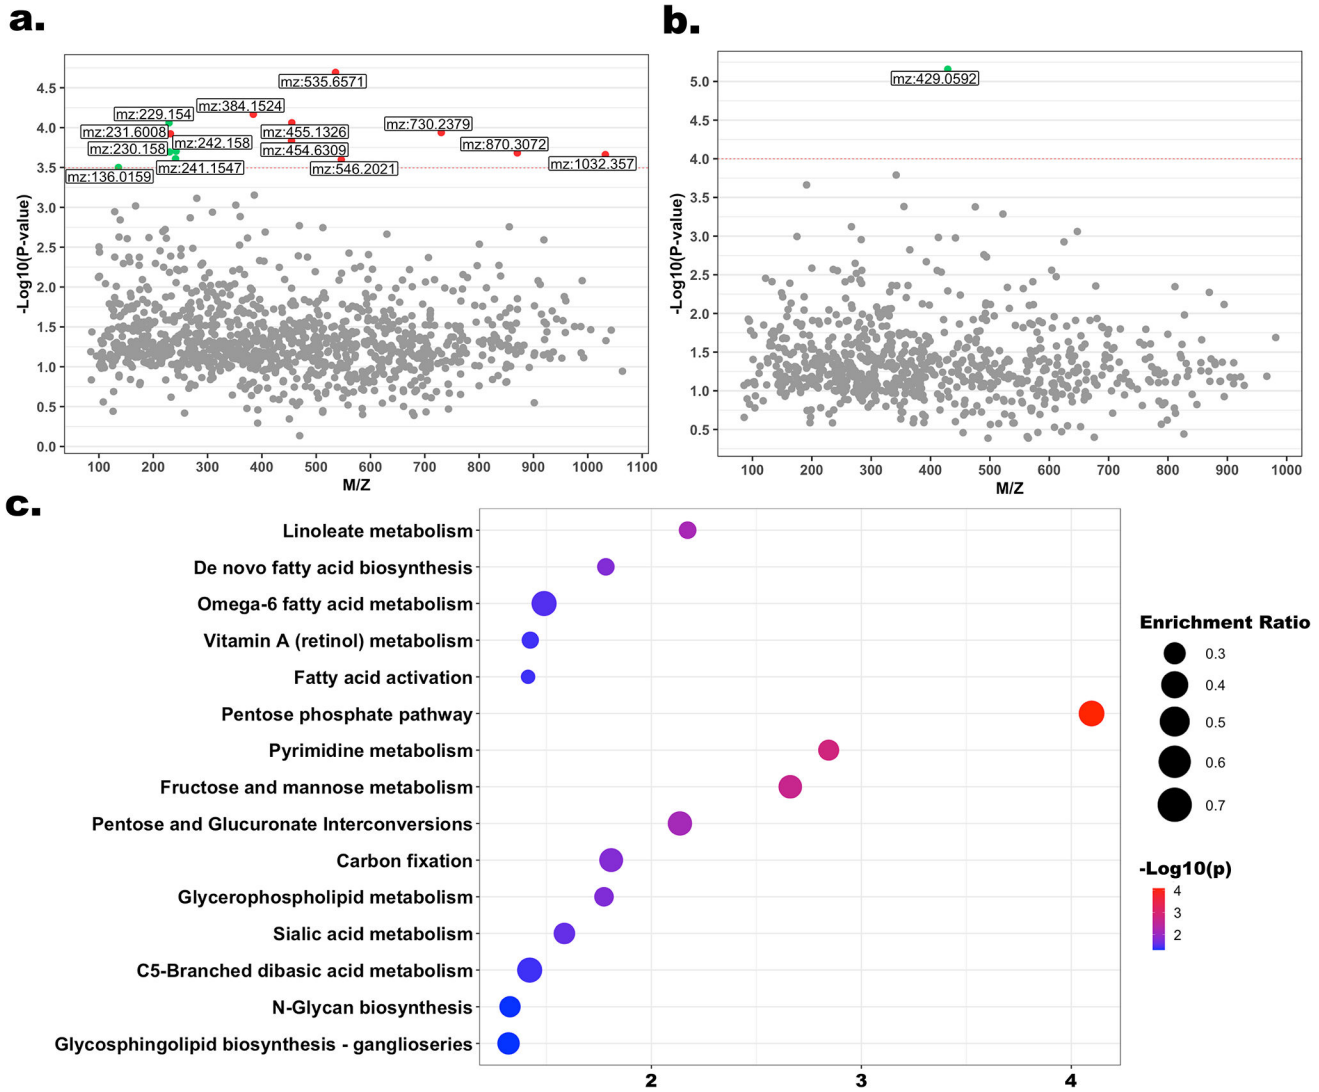 a.
-Log10(P-value)
4.5
4.0
3.5
3.0
2.5
2.0
1.5
1.0
0.5
0.0
mz:535.6571
mz:384.1524
mz:229.154
mz:730.2379
mz:231.6008
mz:455.1326
mz:242.158
mz:870.3072
mz:230.158
mz:454.6309
mz:1032.357
mz:241.1547
mz:546.2021
mz:136.0159
100 200 300 400 500 600 700 800 900 1000 1100
M/Z
b.
-Log10(P-value)
5.0
4.5
4.0
3.5
3.0
2.5
2.0
1.5
1.0
0.5
mz:429.0592
100 200 300 400 500 600 700 800 900 1000
M/Z
c.
Linoleate metabolism
De novo fatty acid biosynthesis
Omega-6 fatty acid metabolism
Vitamin A (retinol) metabolism
Fatty acid activation
Pentose phosphate pathway
Pyrimidine metabolism
Fructose and mannose metabolism
Pentose and Glucuronate Interconversions
Carbon fixation
Glycerophospholipid metabolism
Sialic acid metabolism
C5-Branched dibasic acid metabolism
N-Glycan biosynthesis
Glycosphingolipid biosynthesis - ganglioseries
2 3 4
Enrichment Ratio
0.3
0.4
0.5
0.6
0.7
-Log10(p)
4
3
2